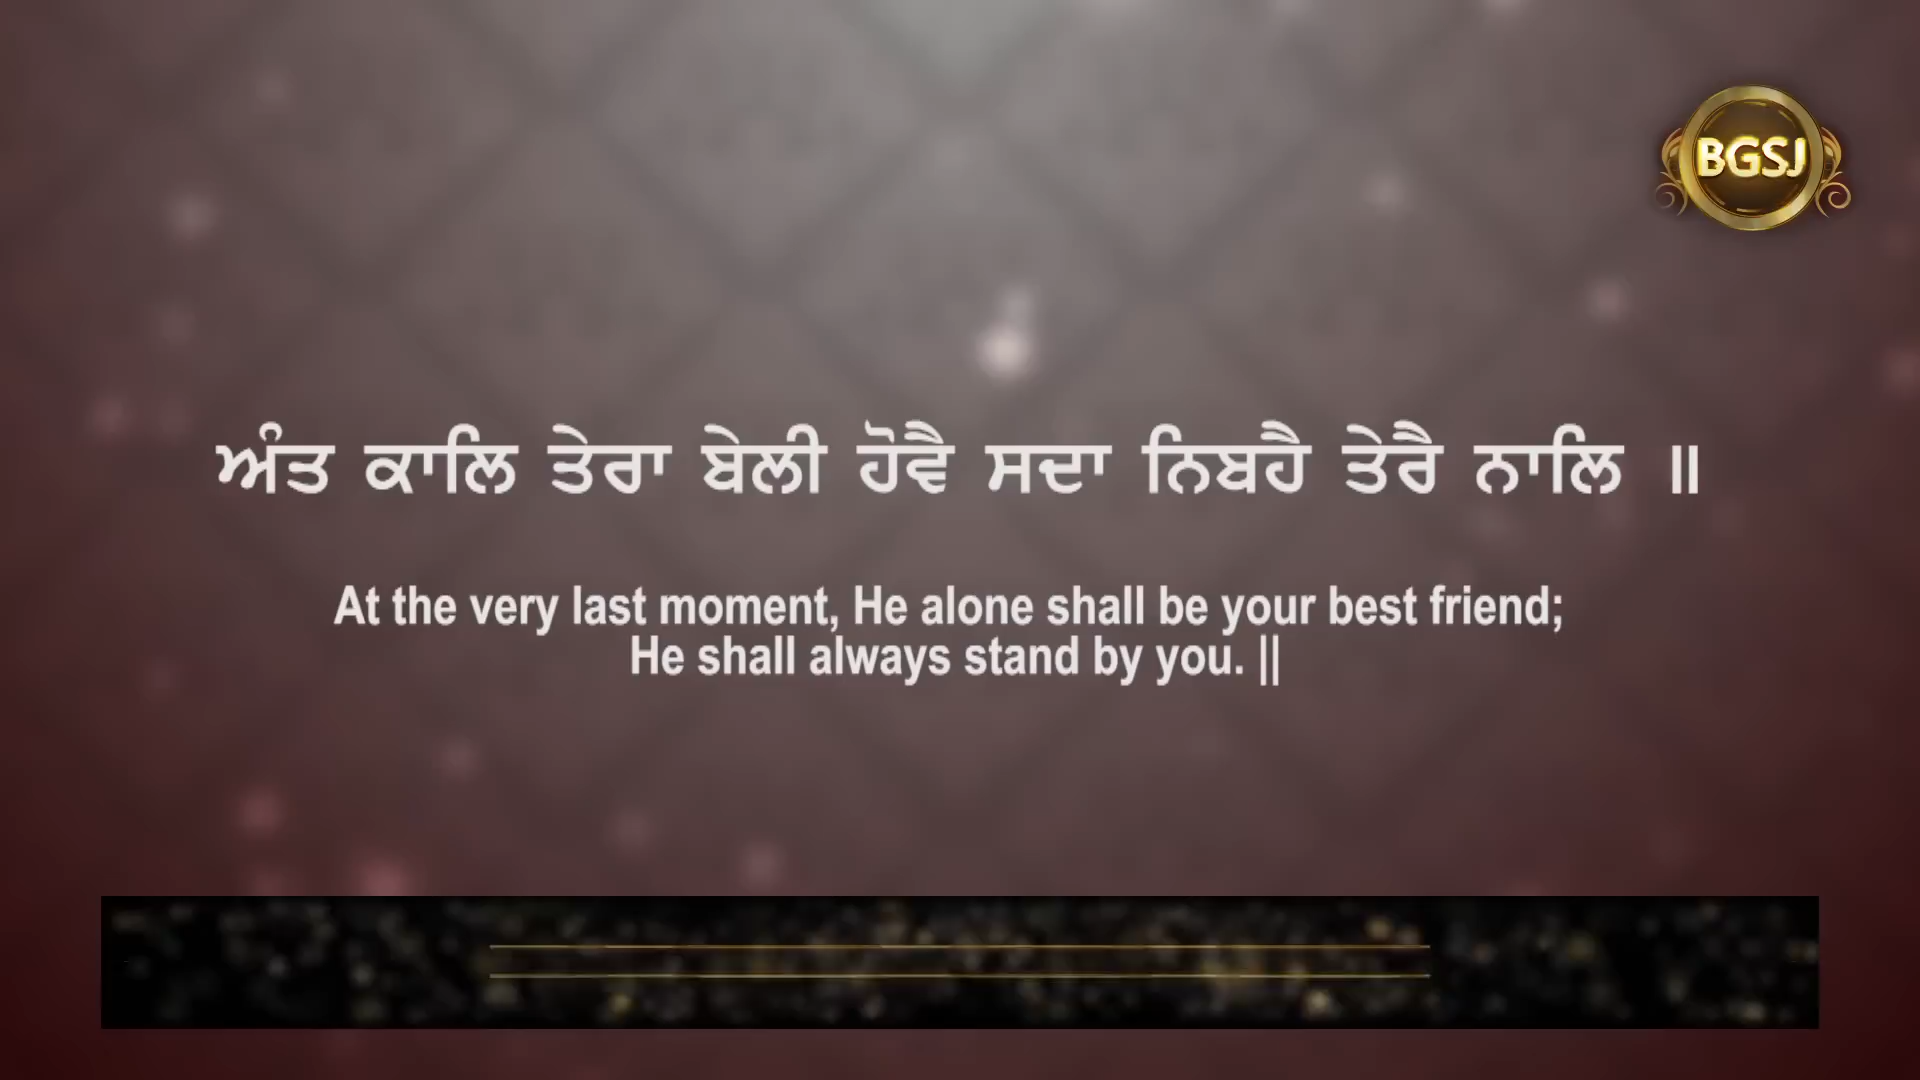 BGSJ
ਅੰਤ ਕਾਲਿ ਤੇਰਾ ਬੇਲੀ ਹੋਵੈ ਸਦਾ ਨਿਬਹੈ ਤੇਰੈ ਨਾਲਿ ॥
At the very last moment, He alone shall be your best friend;
He shall always stand by you. ||